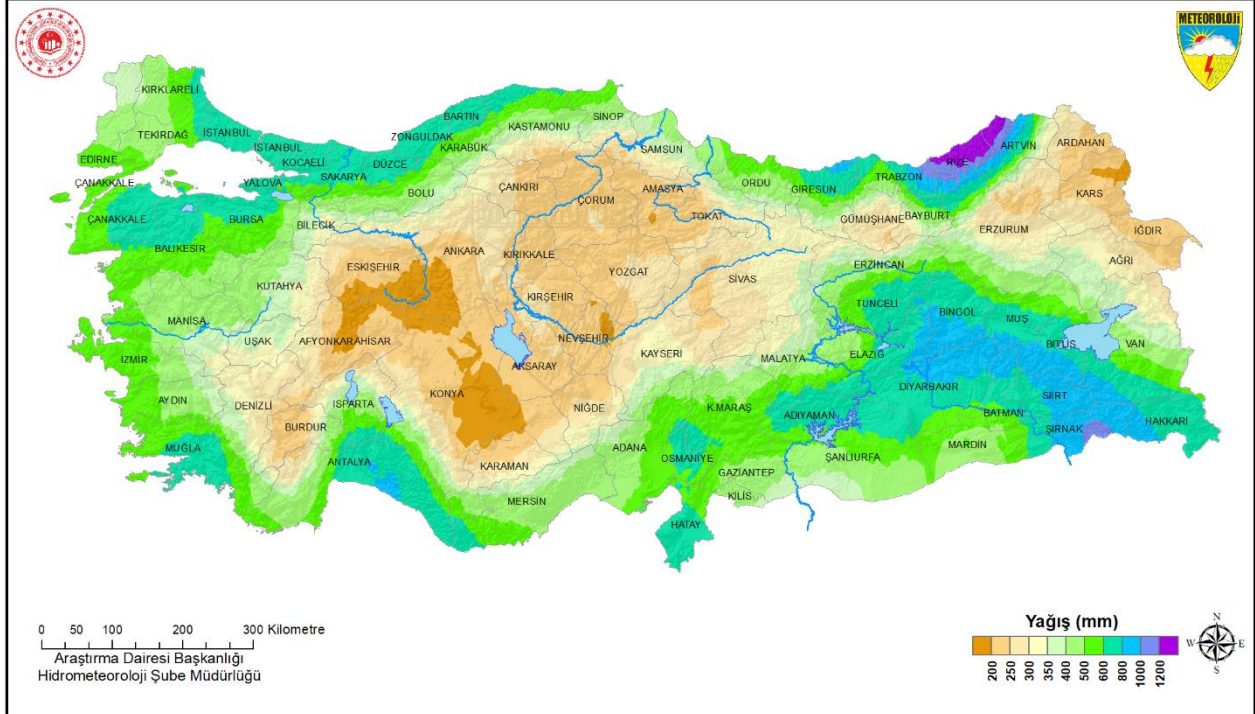 METEOROLOJİ
KIRKLARELİ
TEKİRDAĞ
İSTANBUL
İSTANBUL
EDİRNE
KOCAELİ
ÇANAKKALE
YALOVA
SAKARYA
DÜZCE
ZONGULDAK
BARTIN
KARABÜK
KASTAMONU
SİNOP
SAMSUN
BOLU
ÇANKIRI
ÇORUM
AMASYA
TOKAT
ORDU
GİRESUN
TRABZON
RİZE
ARTVİN
ARDAHAN
KARS
IĞDIR
AĞRI
ERZURUM
BAYBURT
GÜMÜŞHANE
ÇANAKKALE
BURSA
BİLECİK
BALIKESİR
ESKİŞEHİR
ANKARA
KIRIKKALE
YOZGAT
SİVAS
ERZİNCAN
TUNCELİ
BİNGÖL
MUŞ
BİTLİS
VAN
KÜTAHYA
MANİSA
UŞAK
AFYONKARAHİSAR
KIRŞEHİR
NEVŞEHİR
AKSARAY
KAYSERİ
MALATYA
ELAZIĞ
DİYARBAKIR
SİİRT
BATMAN
ŞIRNAK
HAKKARİ
İZMİR
AYDIN
DENİZLİ
BURDUR
ISPARTA
KONYA
NİĞDE
K.MARAŞ
ADIYAMAN
MARDİN
MUĞLA
ANTALYA
KARAMAN
MERSİN
ADANA
OSMANİYE
GAZİANTEP
KİLİS
ŞANLIURFA
HATAY
0 50 100 200 300 Kilometre
Araştırma Dairesi Başkanlığı
Hidrometeoroloji Şube Müdürlüğü
Yağış (mm)
200 250 300 350 400 500 600 800 1000 1200
N
W E
S